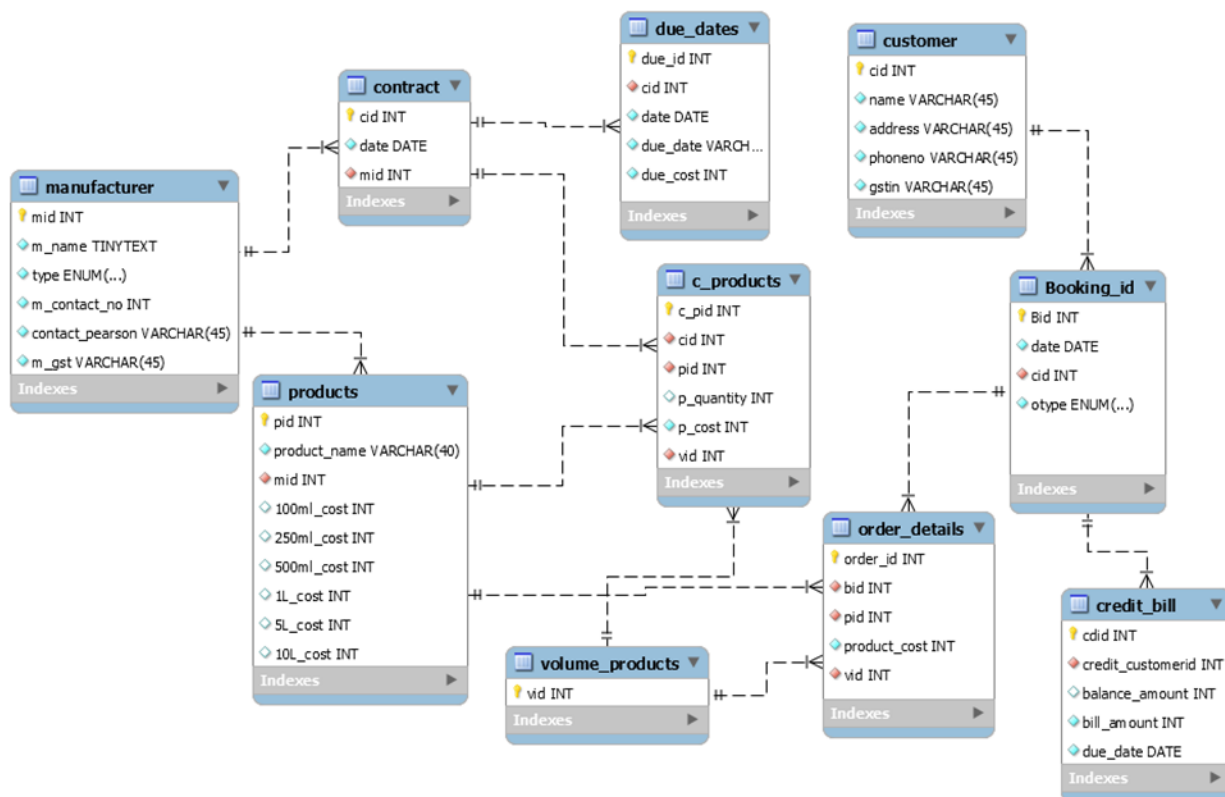 due_dates
due_id INT
cid INT
date DATE
due_date VARCH...
due_cost INT
Indexes
customer
cid INT
name VARCHAR(45)
address VARCHAR(45)
phoneno VARCHAR(45)
gstin VARCHAR(45)
Indexes
contract
cid INT
date DATE
mid INT
Indexes
manufacturer
mid INT
m_name TINYTEXT
type ENUM(...)
m_contact_no INT
contact_pearson VARCHAR(45)
m_gst VARCHAR(45)
Indexes
c_products
c_pid INT
cid INT
pid INT
p_quantity INT
p_cost INT
vid INT
Indexes
Booking_id
Bid INT
date DATE
cid INT
otype ENUM(...)
Indexes
products
pid INT
product_name VARCHAR(40)
mid INT
100ml_cost INT
250ml_cost INT
500ml_cost INT
1L_cost INT
5L_cost INT
10L_cost INT
Indexes
order_details
order_id INT
bid INT
pid INT
product_cost INT
vid INT
Indexes
volume_products
vid INT
Indexes
credit_bill
cdid INT
credit_customerid INT
balance_amount INT
bill_amount INT
due_date DATE
Indexes